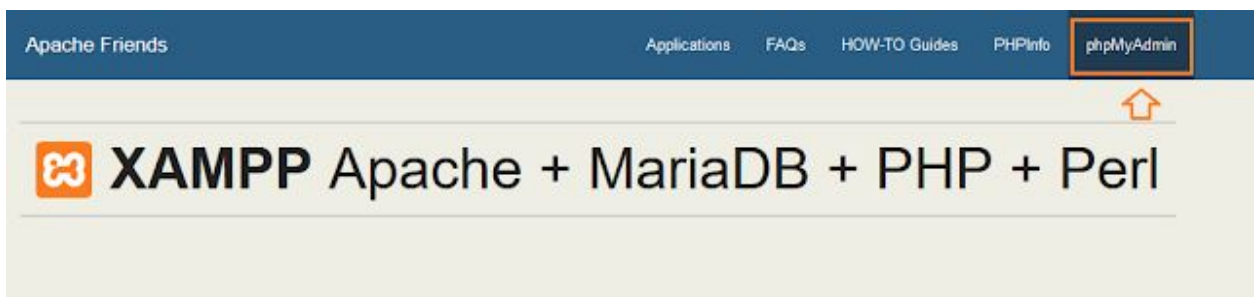 Apache Friends Applications FAQs HOW-TO Guides PHPInfo phpMyAdmin
XAMPP Apache + MariaDB + PHP + Perl